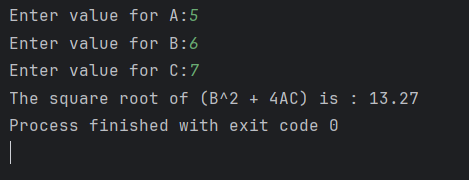 Enter value for A:5
Enter value for B:6
Enter value for C:7
The square root of (B^2 + 4AC) is : 13.27
Process finished with exit code 0